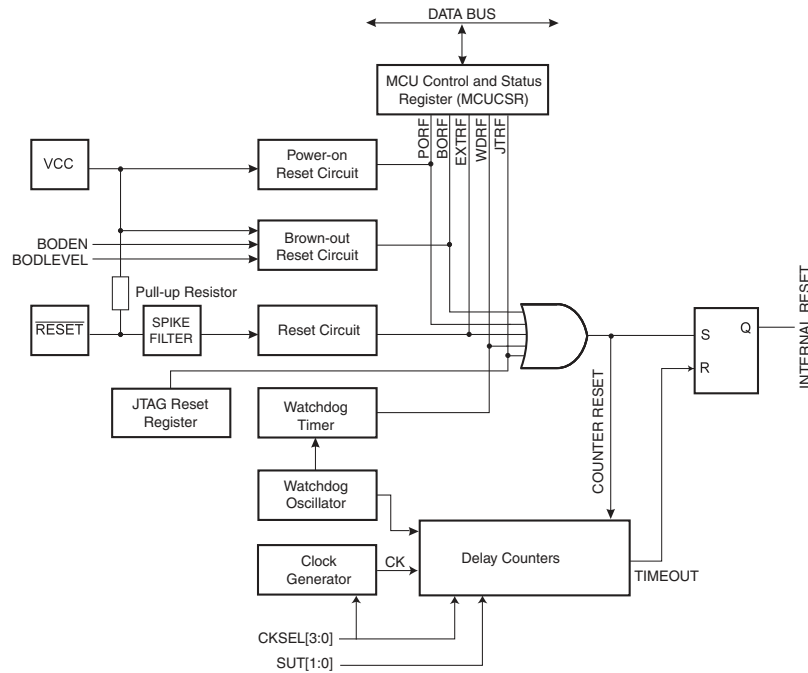 DATA BUS
MCU Control and Status
Register (MCUCSR)
PORF
BORF
EXTRF
WDRF
JTRF
VCC
Power-on
Reset Circuit
BODEN
BODLEVEL
Brown-out
Reset Circuit
Pull-up Resistor
RESET
SPIKE
FILTER
Reset Circuit
JTAG Reset
Register
Watchdog
Timer
Watchdog
Oscillator
Clock
Generator
CK
Delay Counters
COUNTER RESET
TIMEOUT
S
R
Q
INTERNAL RESET
CKSEL[3:0]
SUT[1:0]